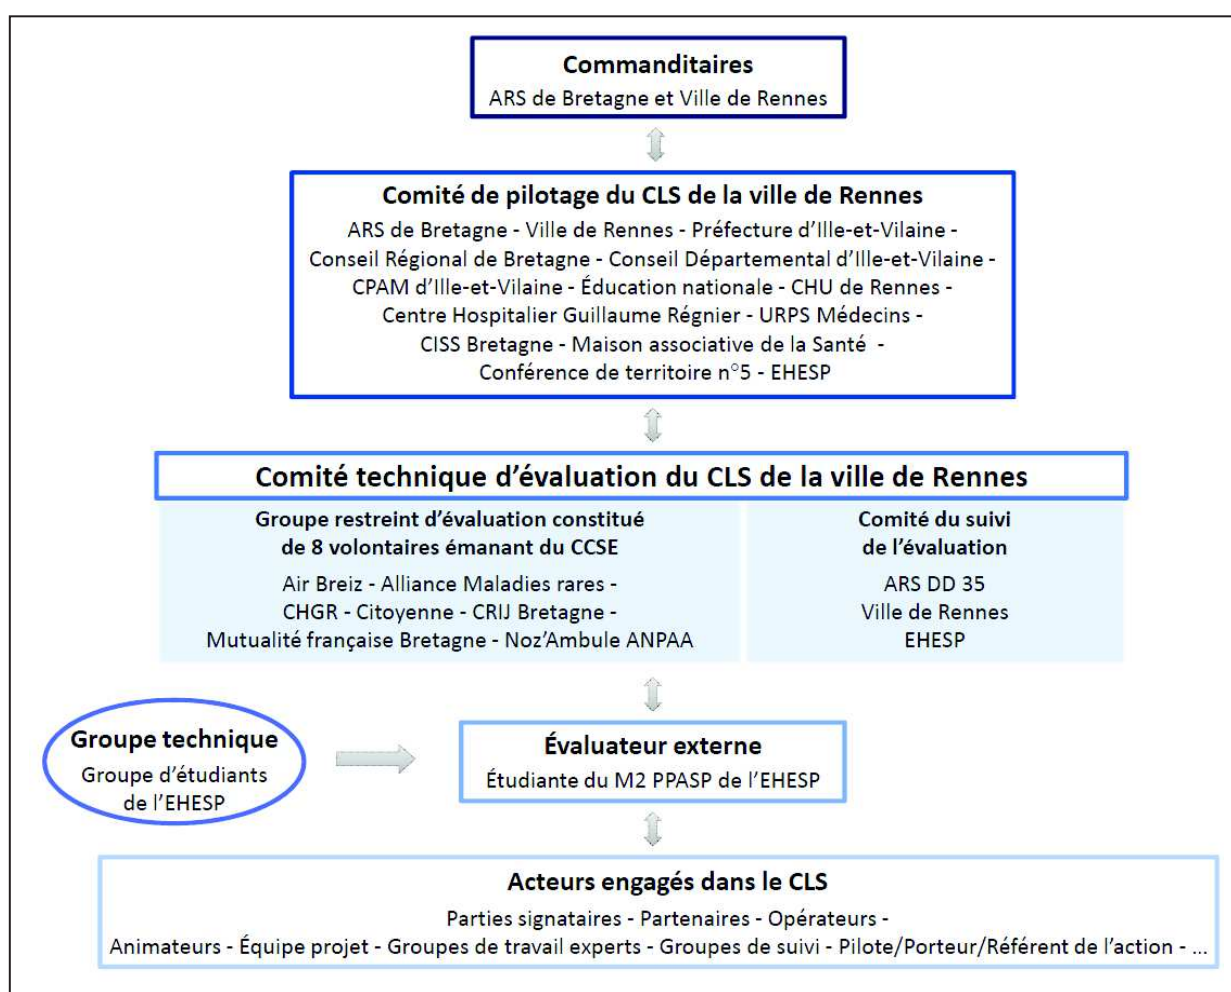 Commanditaires
ARS de Bretagne et Ville de Rennes
Comité de pilotage du CLS de la ville de Rennes
ARS de Bretagne - Ville de Rennes - Préfecture d’Ille-et-Vilaine -
Conseil Régional de Bretagne - Conseil Départemental d’Ille-et-Vilaine -
CPAM d’Ille-et-Vilaine - Éducation nationale - CHU de Rennes -
Centre Hospitalier Guillaume Régnier - URPS Médecins -
CISS Bretagne - Maison associative de la Santé -
Conférence de territoire n°5 - EHESP
Comité technique d’évaluation du CLS de la ville de Rennes
Groupe restreint d’évaluation constitué
de 8 volontaires émanant du CCSE
Air Breiz - Alliance Maladies rares -
CHGR - Citoyenne - CRIJ Bretagne -
Mutualité française Bretagne - Noz’Ambule ANPAA
Comité du suivi
de l’évaluation
ARS DD 35
Ville de Rennes
EHESP
Groupe technique
Groupe d’étudiants
de l’EHESP
Évaluateur externe
Étudiante du M2 PPASP de l’EHESP
Acteurs engagés dans le CLS
Parties signataires - Partenaires - Opérateurs -
Animateurs - Équipe projet - Groupes de travail experts - Groupes de suivi - Pilote/Porteur/Référent de l’action - ...